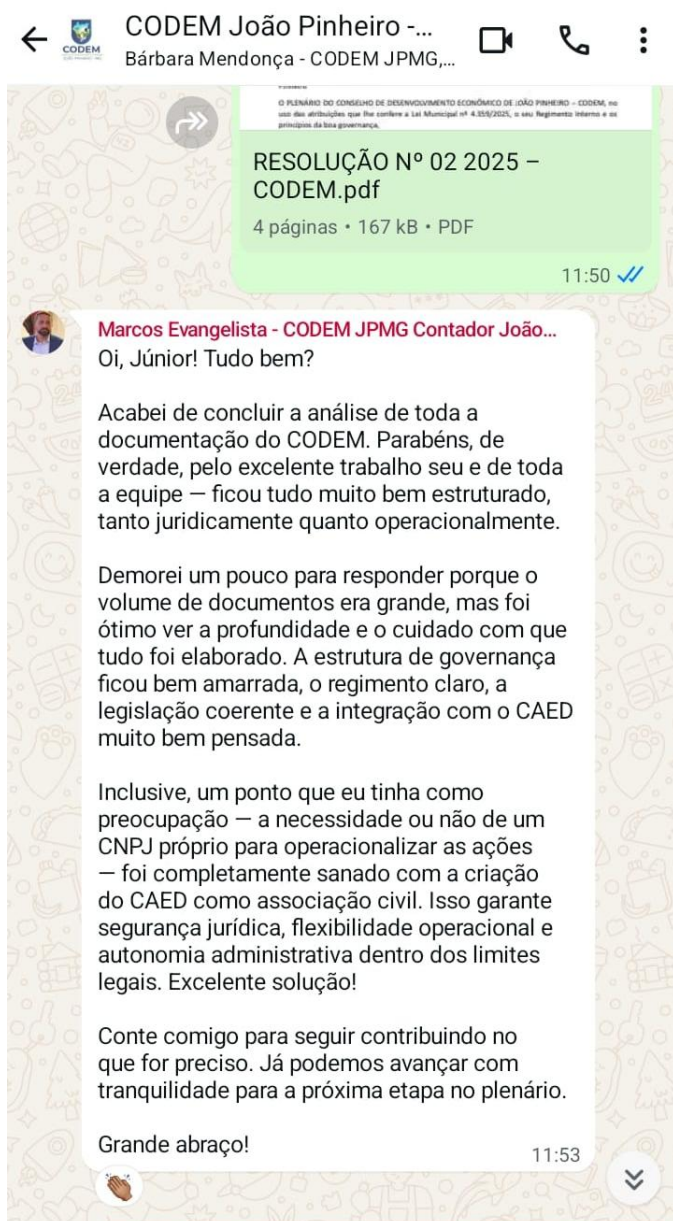 CODEM João Pinheiro -...
Bárbara Mendonça - CODEM JPMG,...
CODEM
O PLENÁRIO DO CONSELHO DE DESENVOLVIMENTO ECONÔMICO DE JOÃO PINHEIRO – CODEM, no
uso das atribuições que lhe confere a Lei Municipal nº 4.359/2025, o seu Regimento Interno e os
princípios da boa governança,
RESOLUÇÃO Nº 02 2025 –
CODEM.pdf
4 páginas • 167 kB • PDF
11:50
Marcos Evangelista - CODEM JPMG Contador João...
Oi, Júnior! Tudo bem?
Acabei de concluir a análise de toda a
documentação do CODEM. Parabéns, de
verdade, pelo excelente trabalho seu e de toda
a equipe — ficou tudo muito bem estruturado,
tanto juridicamente quanto operacionalmente.
Demorei um pouco para responder porque o
volume de documentos era grande, mas foi
ótimo ver a profundidade e o cuidado com que
tudo foi elaborado. A estrutura de governança
ficou bem amarrada, o regimento claro, a
legislação coerente e a integração com o CAED
muito bem pensada.
Inclusive, um ponto que eu tinha como
preocupação — a necessidade ou não de um
CNPJ próprio para operacionalizar as ações
— foi completamente sanado com a criação
do CAED como associação civil. Isso garante
segurança jurídica, flexibilidade operacional e
autonomia administrativa dentro dos limites
legais. Excelente solução!
Conte comigo para seguir contribuindo no
que for preciso. Já podemos avançar com
tranquilidade para a próxima etapa no plenário.
Grande abraço!
11:53